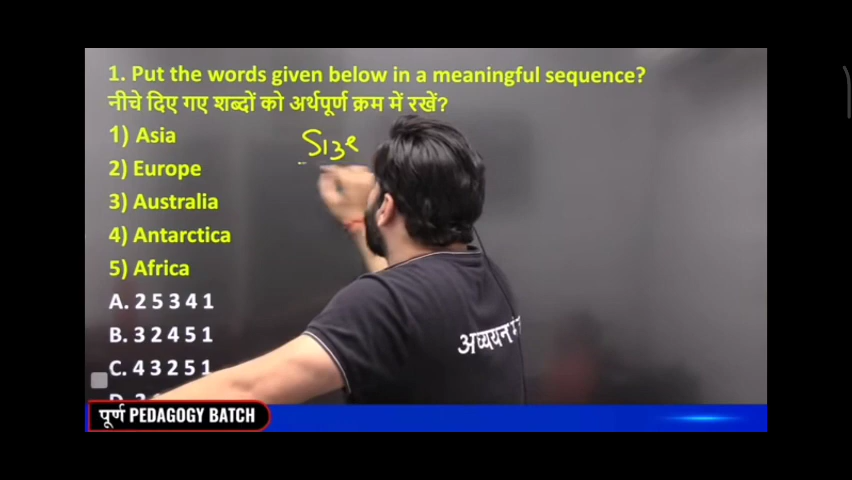 1. Put the words given below in a meaningful sequence?
नीचे दिए गए शब्दों को अर्थपूर्ण क्रम में रखें?
1) Asia
Size
2) Europe
3) Australia
4) Antarctica
5) Africa
A. 2 5 3 4 1
B. 3 2 4 5 1
अध्ययन
C. 4 3 2 5 1
पूर्ण PEDAGOGY BATCH